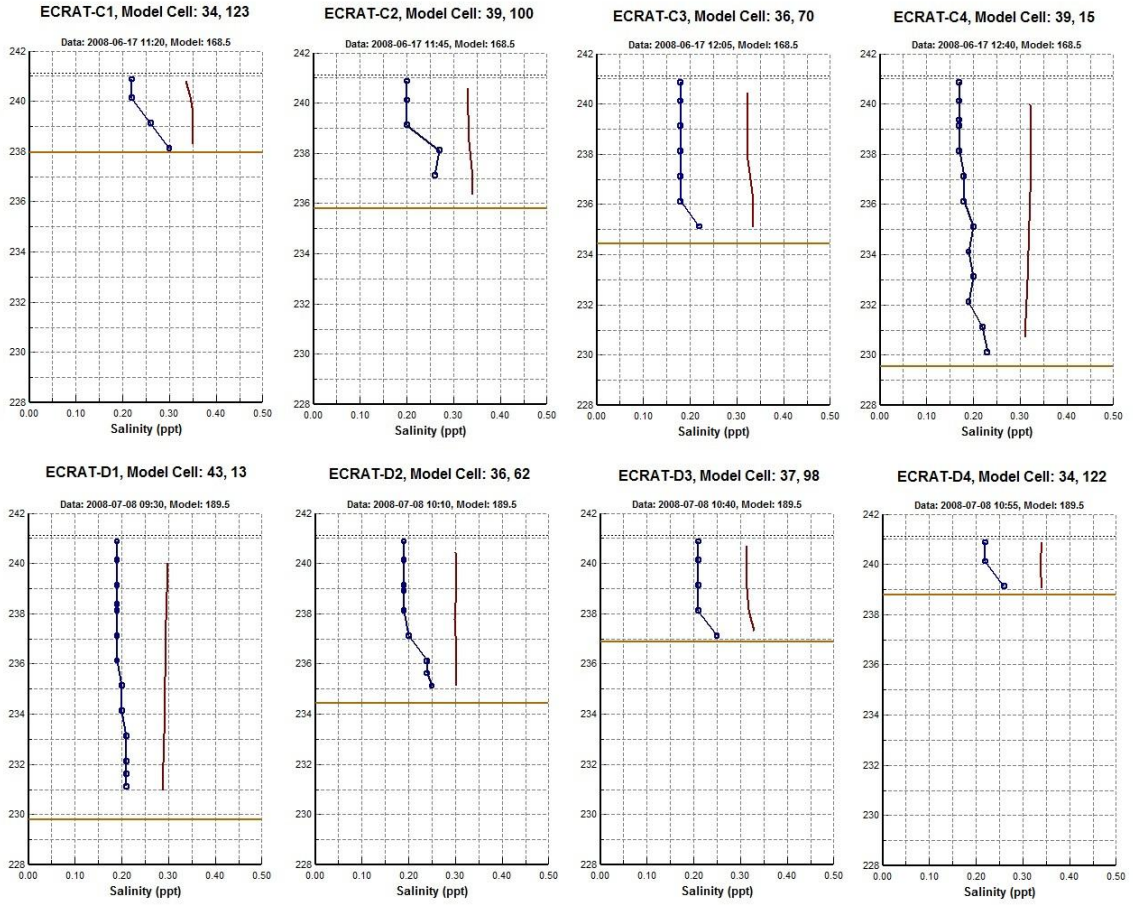 ECRAT-C1, Model Cell: 34, 123
Data: 2008-06-17 11:20, Model: 168.5
242
240
238
236
234
232
230
228
0.00 0.10 0.20 0.30 0.40 0.50
Salinity (ppt)
ECRAT-C2, Model Cell: 39, 100
Data: 2008-06-17 11:45, Model: 168.5
242
240
238
236
234
232
230
228
0.00 0.10 0.20 0.30 0.40 0.50
Salinity (ppt)
ECRAT-C3, Model Cell: 36, 70
Data: 2008-06-17 12:05, Model: 168.5
242
240
238
236
234
232
230
228
0.00 0.10 0.20 0.30 0.40 0.50
Salinity (ppt)
ECRAT-C4, Model Cell: 39, 15
Data: 2008-06-17 12:40, Model: 168.5
242
240
238
236
234
232
230
228
0.00 0.10 0.20 0.30 0.40 0.50
Salinity (ppt)
ECRAT-D1, Model Cell: 43, 13
Data: 2008-07-08 09:30, Model: 189.5
242
240
238
236
234
232
230
228
0.00 0.10 0.20 0.30 0.40 0.50
Salinity (ppt)
ECRAT-D2, Model Cell: 36, 62
Data: 2008-07-08 10:10, Model: 189.5
242
240
238
236
234
232
230
228
0.00 0.10 0.20 0.30 0.40 0.50
Salinity (ppt)
ECRAT-D3, Model Cell: 37, 98
Data: 2008-07-08 10:40, Model: 189.5
242
240
238
236
234
232
230
228
0.00 0.10 0.20 0.30 0.40 0.50
Salinity (ppt)
ECRAT-D4, Model Cell: 34, 122
Data: 2008-07-08 10:55, Model: 189.5
242
240
238
236
234
232
230
228
0.00 0.10 0.20 0.30 0.40 0.50
Salinity (ppt)